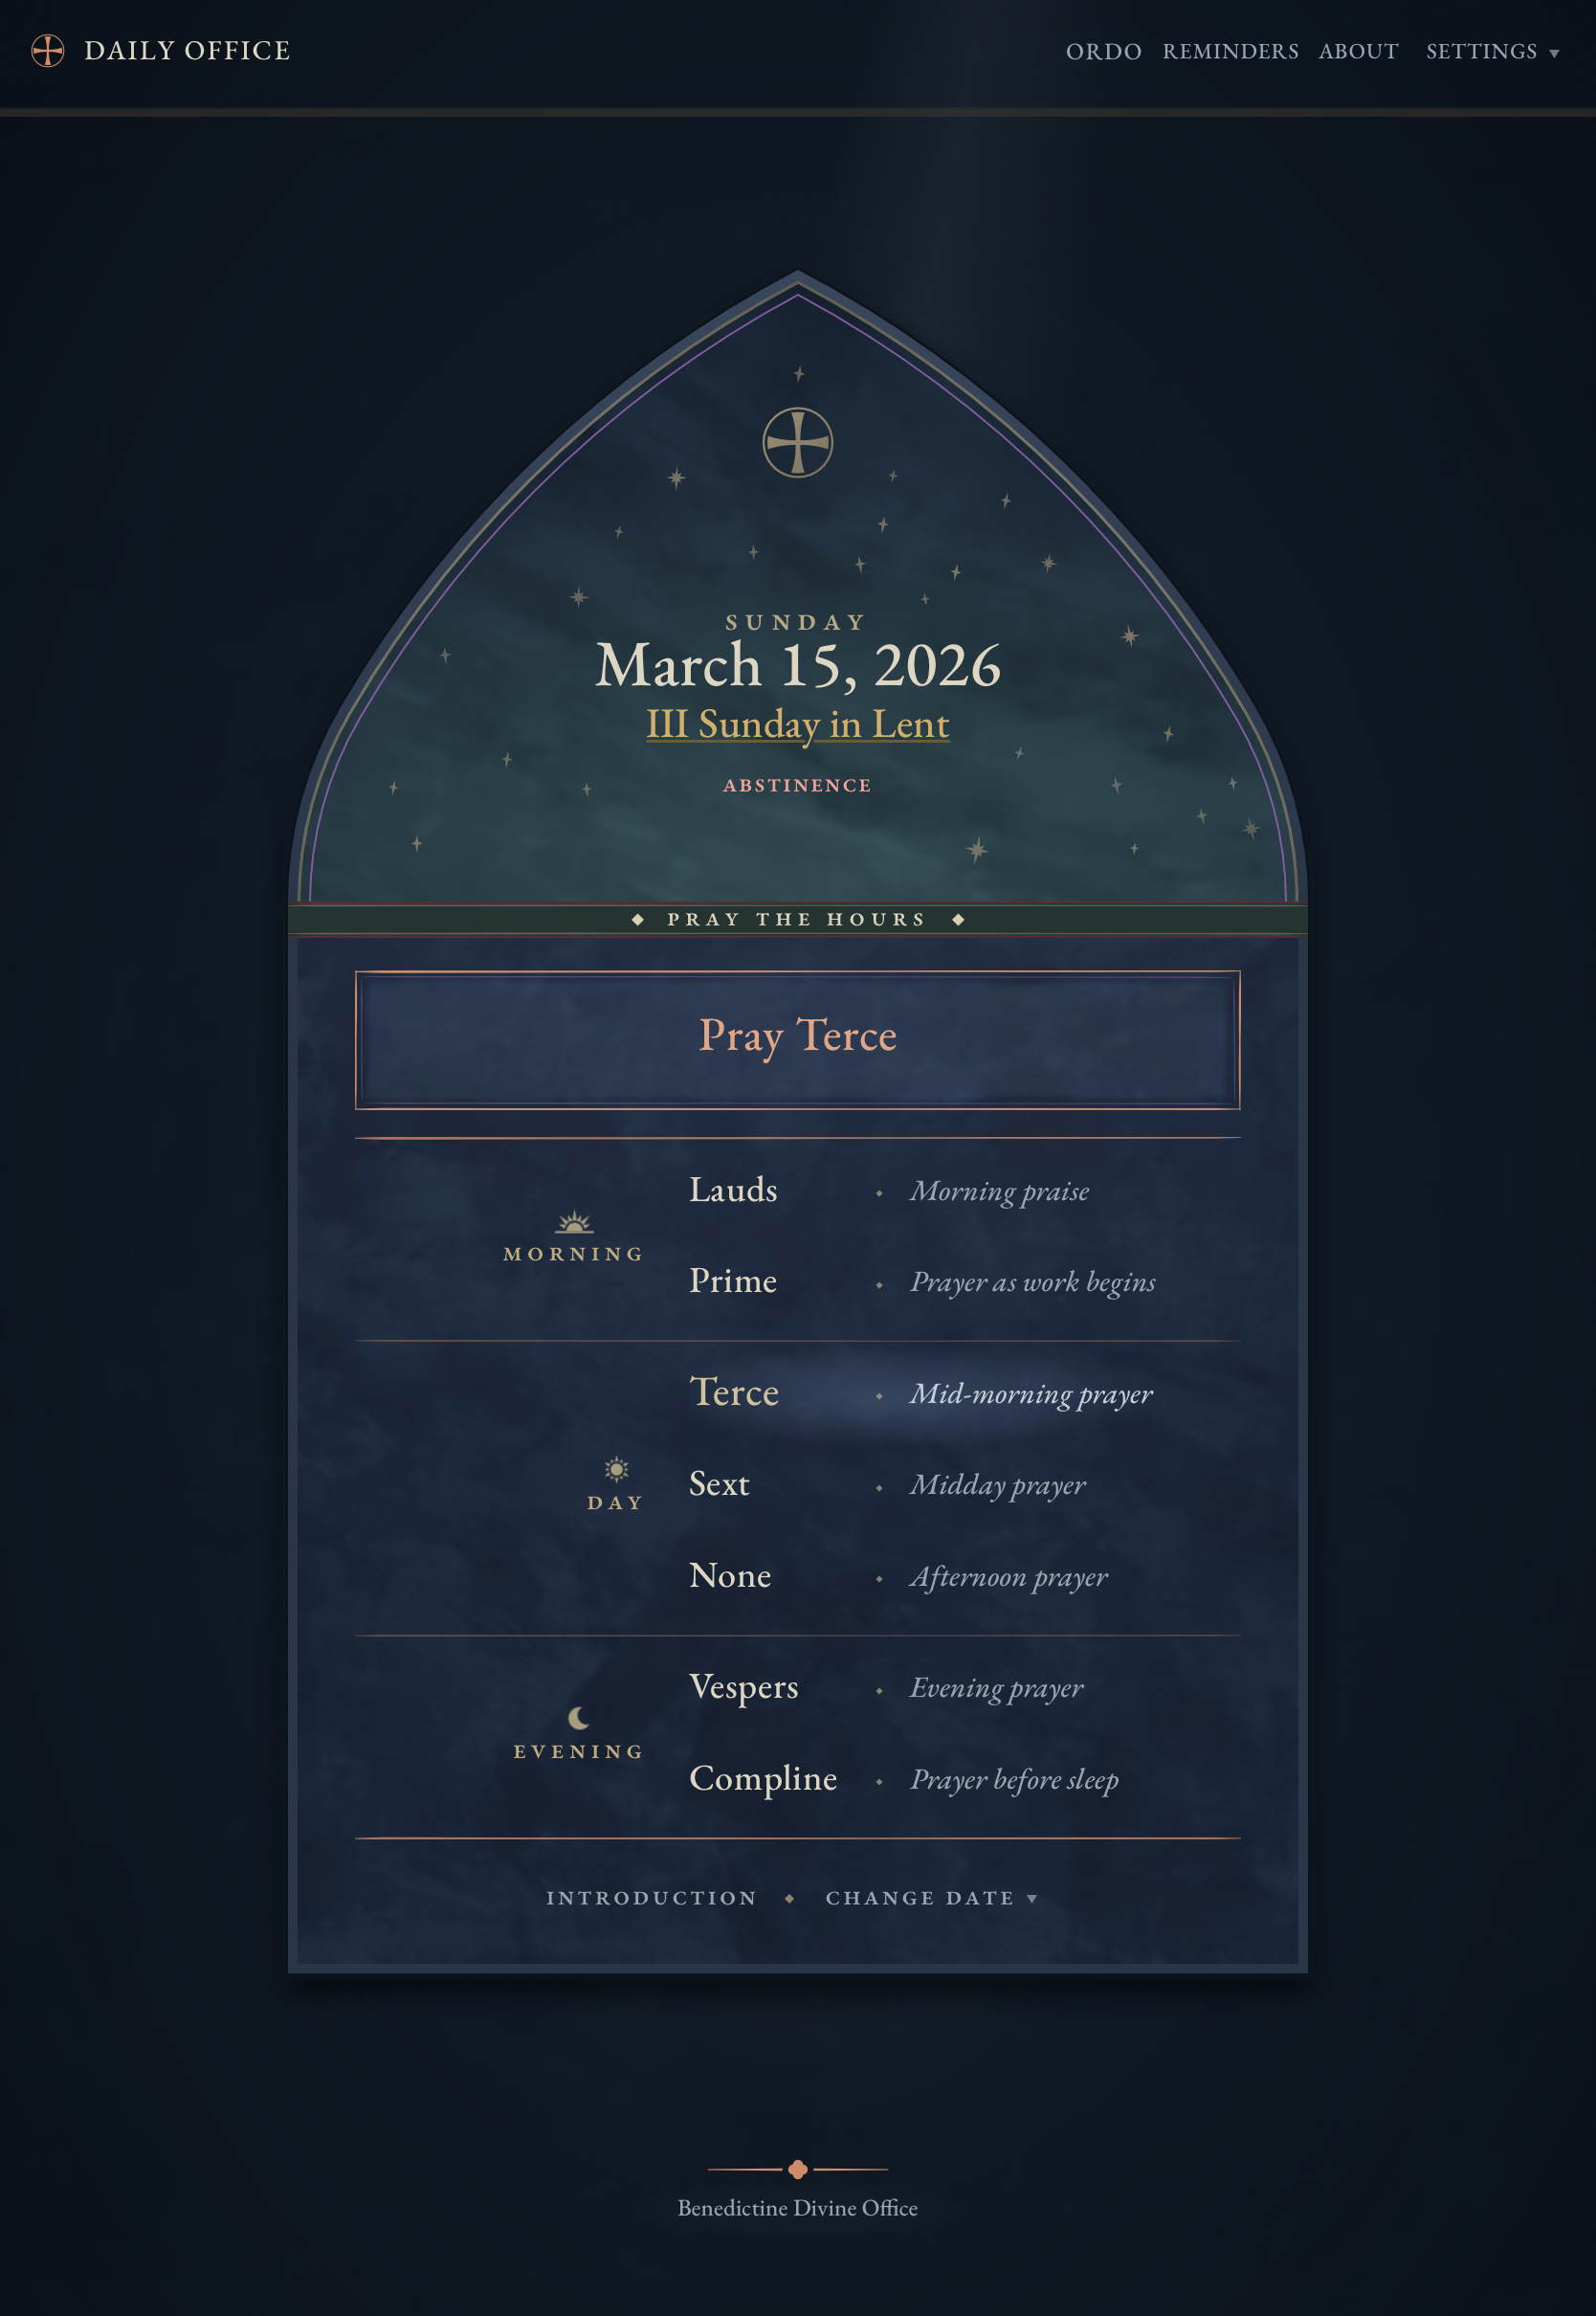 DAILY OFFICE
ORDO REMINDERS ABOUT SETTINGS ▼
SUNDAY
March 15, 2026
III Sunday in Lent
ABSTINENCE
◆ PRAY THE HOURS ◆
Pray Terce
MORNING
Lauds ◆ Morning praise
Prime ◆ Prayer as work begins
DAY
Terce ◆ Mid-morning prayer
Sext ◆ Midday prayer
None ◆ Afternoon prayer
EVENING
Vespers ◆ Evening prayer
Compline ◆ Prayer before sleep
INTRODUCTION ◆ CHANGE DATE ▼
Benedictine Divine Office